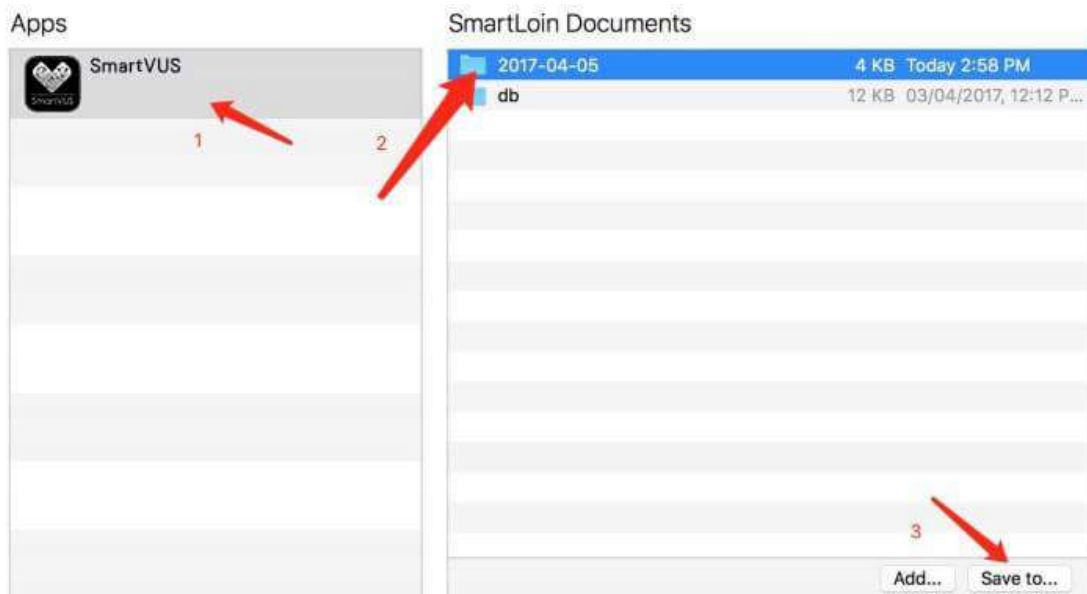 Apps
SmartVUS
SmartVUS
1
2
SmartLoin Documents
2017-04-05 4 KB Today 2:58 PM
db 12 KB 03/04/2017, 12:12 P...
3
Add... Save to...